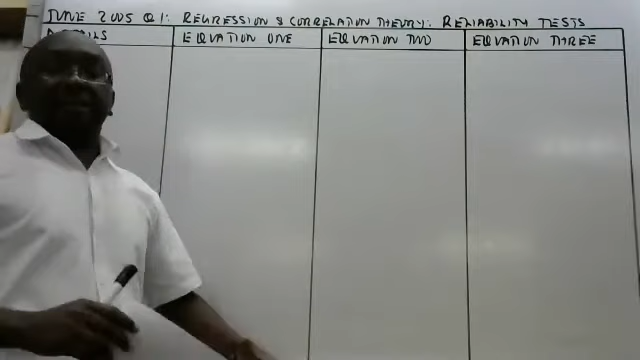 JUNE 2005 Q1: REGRESSION & CORRELATION THEORY: RELIABILITY TESTS
DETAILS EQUATION ONE EQUATION TWO EQUATION THREE